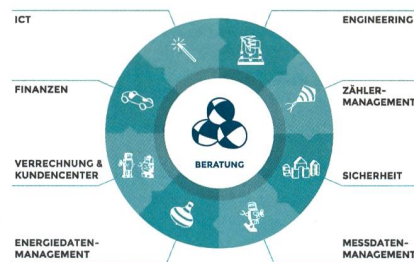 ICT
ENGINEERING
FINANZEN
ZÄHLER-
MANAGEMENT
BERATUNG
VERRECHNUNG &
KUNDENCENTER
SICHERHEIT
ENERGIEDATEN-
MANAGEMENT
MESSDATEN-
MANAGEMENT